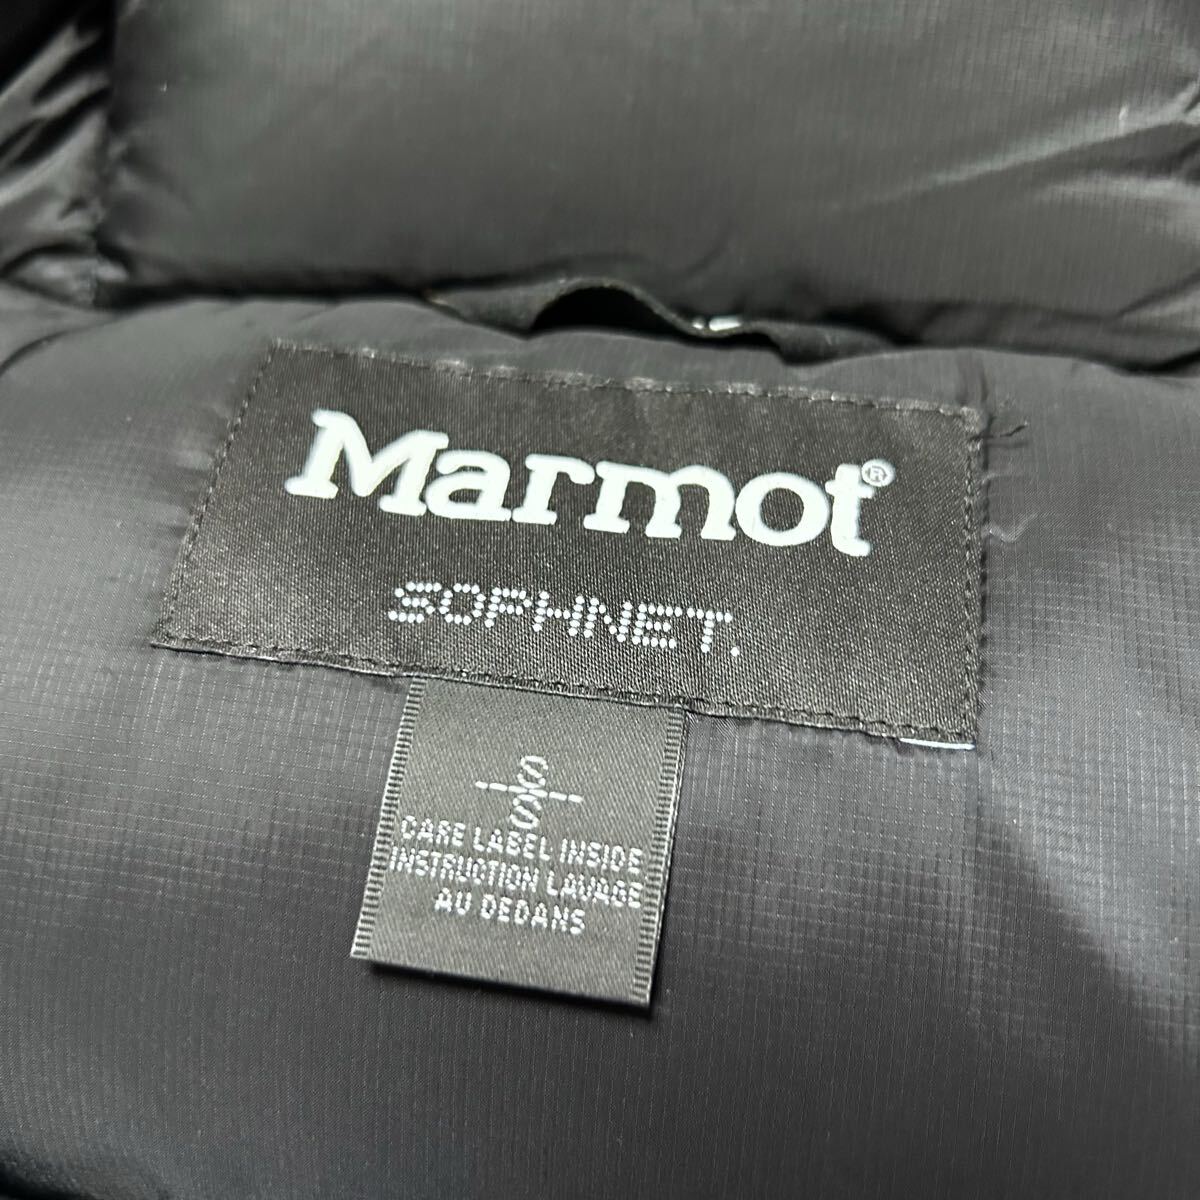 Marmot®
SOPHNET.
S
S
CARE LABEL INSIDE
INSTRUCTION LAVAGE
AU DEDANS